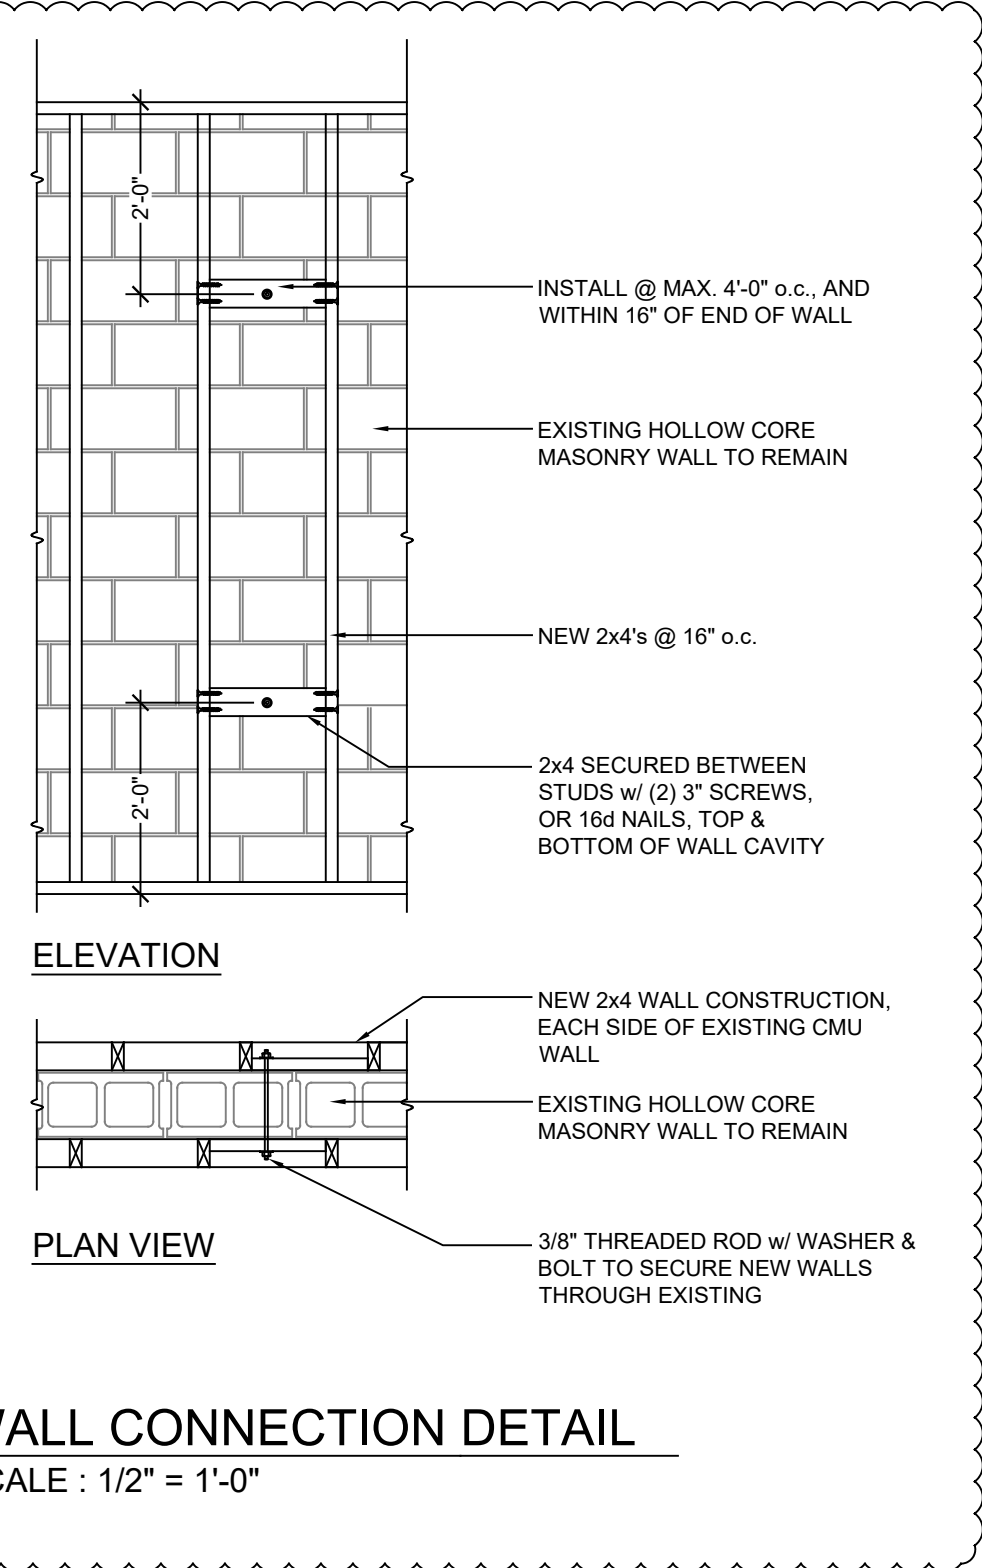 2'-0"
INSTALL @ MAX. 4'-0" o.c., AND
WITHIN 16" OF END OF WALL
EXISTING HOLLOW CORE
MASONRY WALL TO REMAIN
NEW 2x4's @ 16" o.c.
2'-0"
2x4 SECURED BETWEEN
STUDS w/ (2) 3" SCREWS,
OR 16d NAILS, TOP &
BOTTOM OF WALL CAVITY
ELEVATION
NEW 2x4 WALL CONSTRUCTION,
EACH SIDE OF EXISTING CMU
WALL
EXISTING HOLLOW CORE
MASONRY WALL TO REMAIN
PLAN VIEW
3/8" THREADED ROD w/ WASHER &
BOLT TO SECURE NEW WALLS
THROUGH EXISTING
WALL CONNECTION DETAIL
CALE : 1/2" = 1'-0"